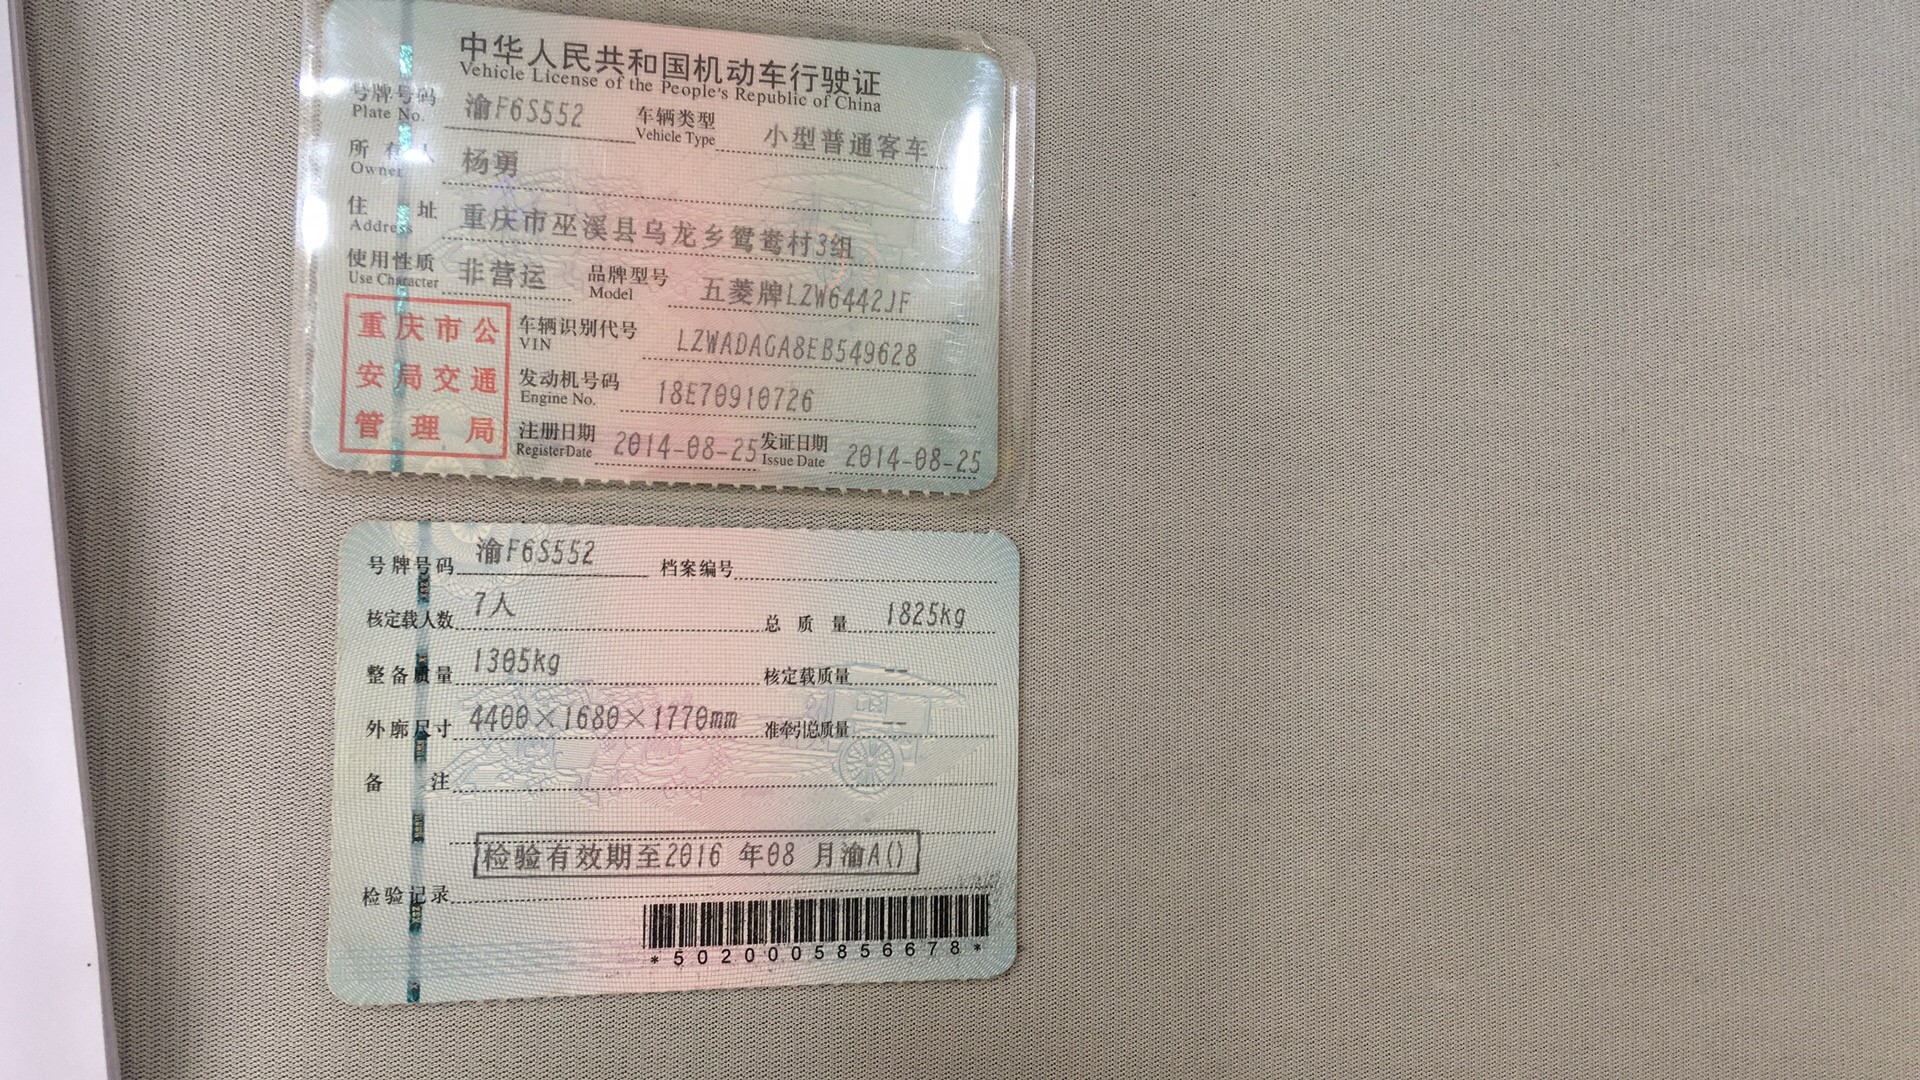 中华人民共和国机动车行驶证
Vehicle License of the People's Republic of China
号牌号码 渝F6S552 车辆类型 小型普通客车
Plate No. Vehicle Type
所有人 杨勇
Owner
住址 重庆市巫溪县乌龙乡鸳鸯村3组
Address
使用性质 非营运 品牌型号 五菱牌LZW6442JF
Use Character Model
重庆市公
安局交通
管理局
车辆识别代号 LZWADAGA8EB549628
VIN
发动机号码 18E70910726
Engine No.
注册日期 2014-08-25 发证日期 2014-08-25
Register Date Issue Date
号牌号码 渝F6S552 档案编号
核定载人数 7人 总质量 1825kg
整备质量 1305kg 核定载质量 --
外廓尺寸 4400×1680×1770mm 准牵引总质量 --
备注
检验有效期至2016 年08 月渝A()
检验记录
*5020005856678*